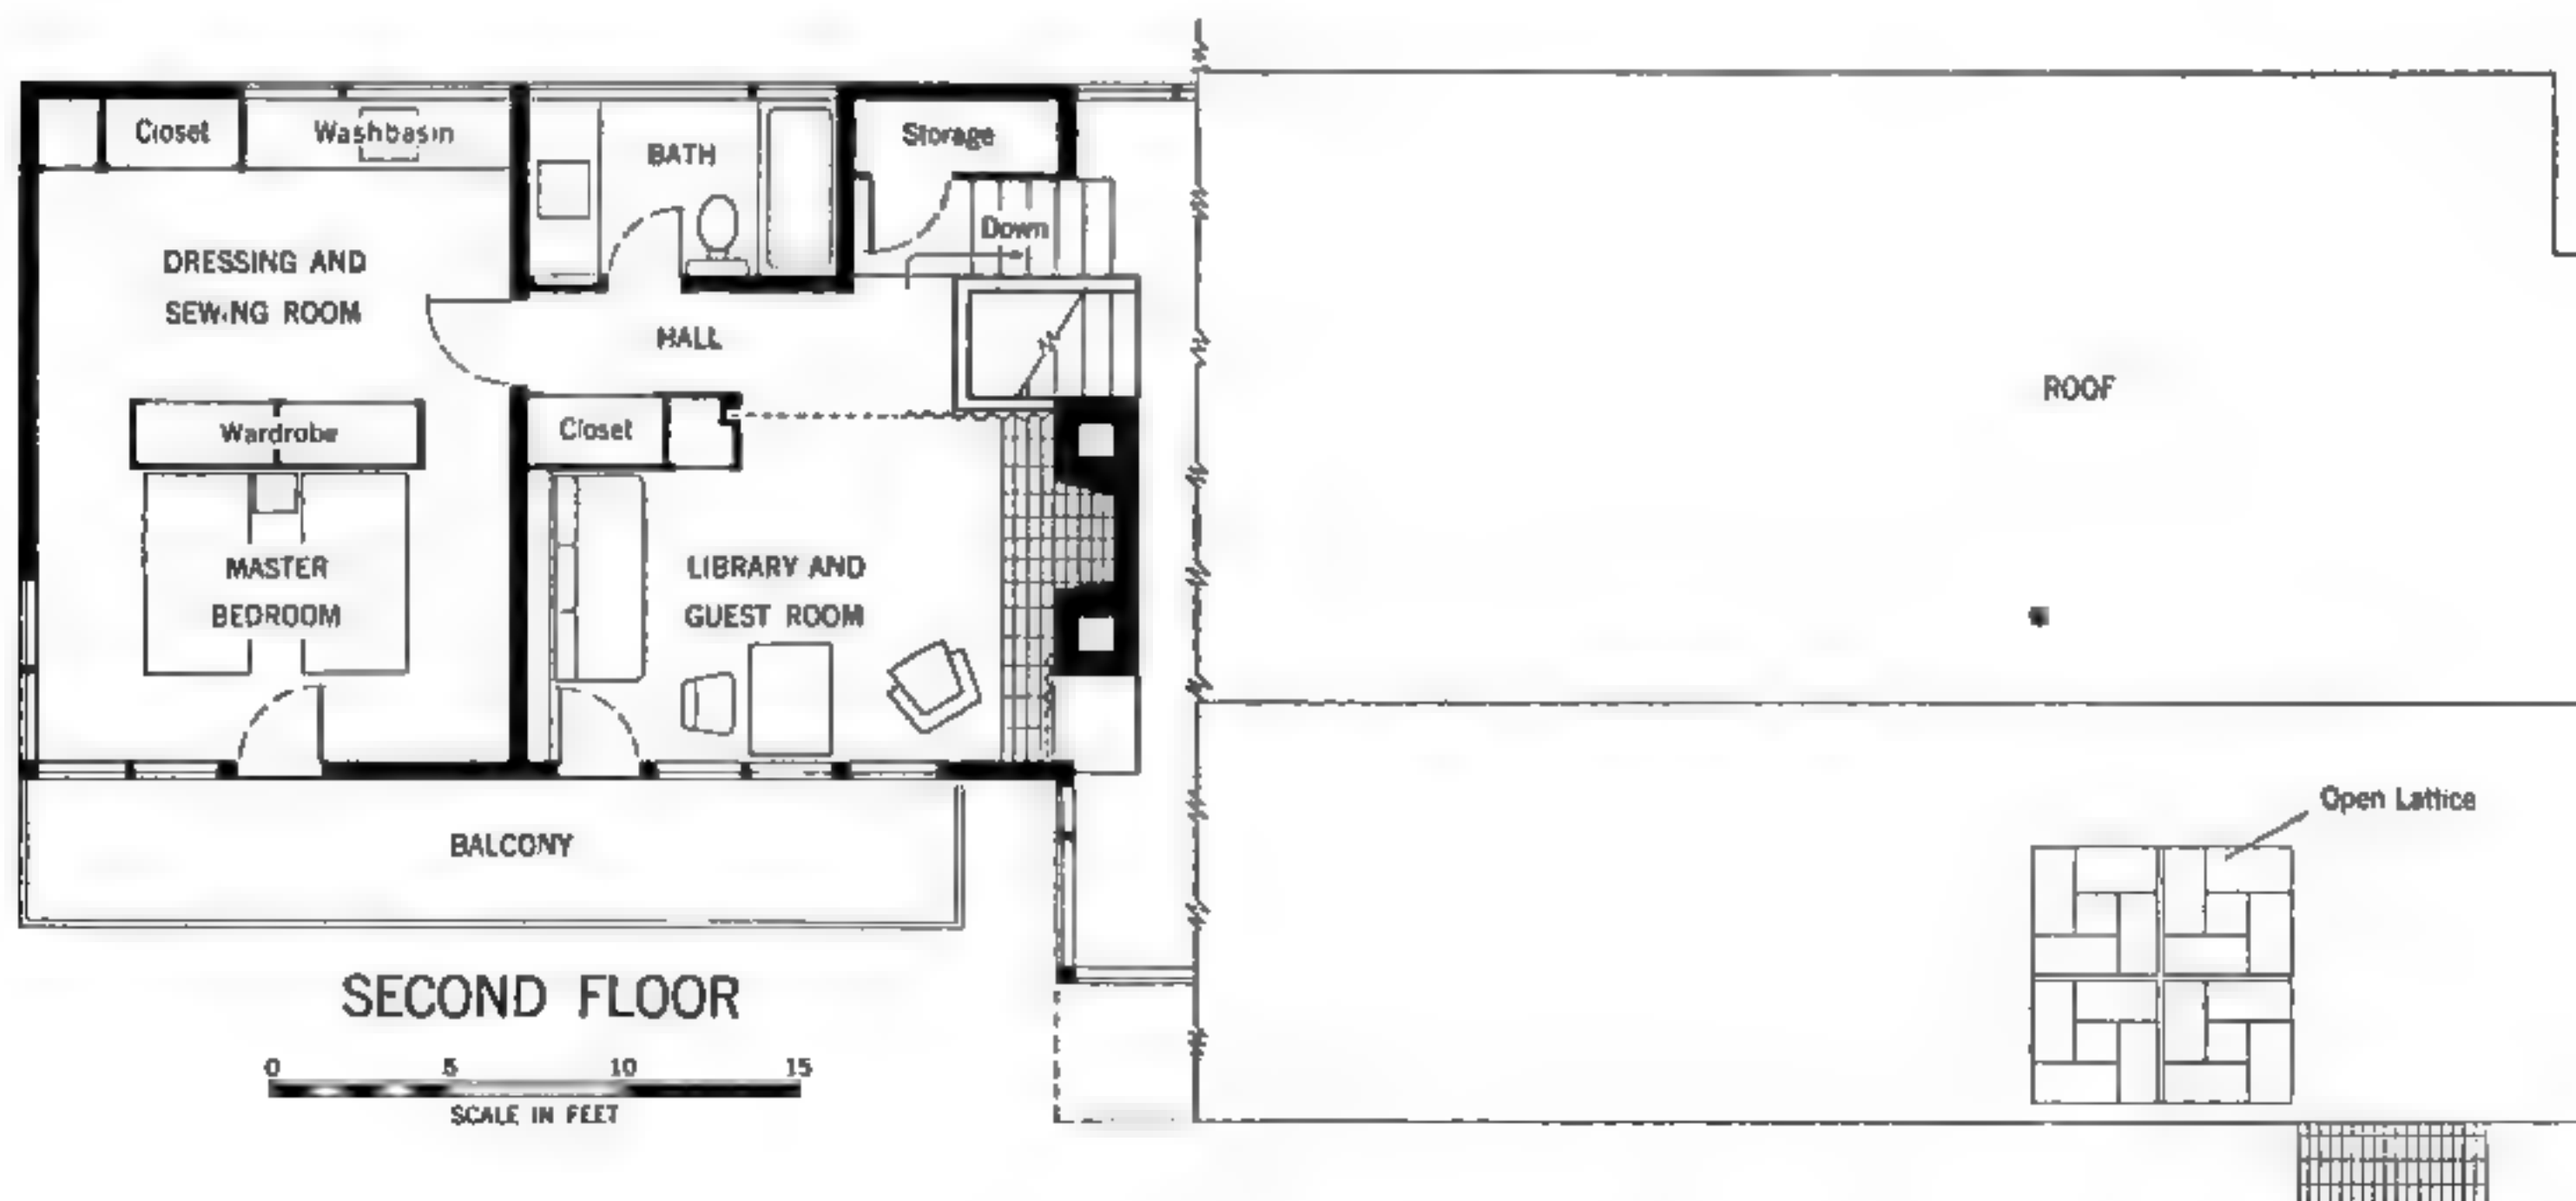 Closet
Washbasin
BATH
Storage
Down
DRESSING AND
SEWING ROOM
HALL
ROOF
Wardrobe
Closet
MASTER
BEDROOM
LIBRARY AND
GUEST ROOM
Open Lattice
BALCONY
SECOND FLOOR
0 5 10 15
SCALE IN FEET